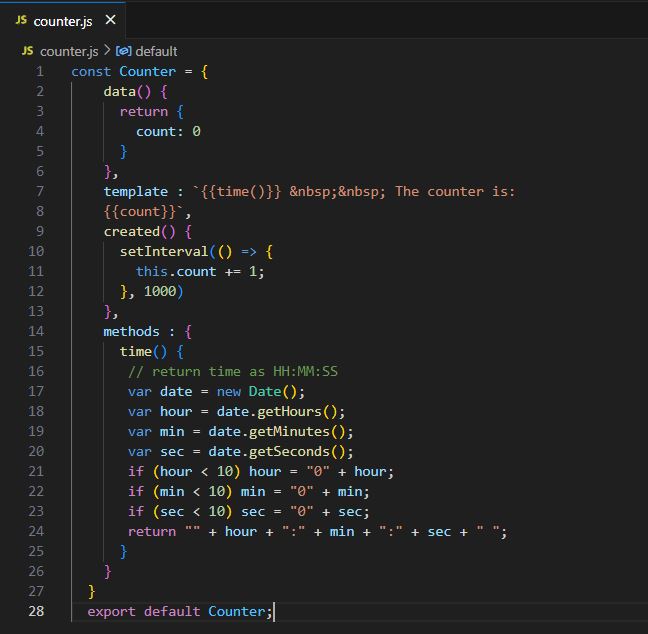 JS counter.js ×
JS counter.js > default
1 const Counter = {
2     data() {
3       return {
4         count: 0
5       }
6     },
7     template : `{{time()}} &nbsp;&nbsp; The counter is:
8     {{count}}`,
9     created() {
10       setInterval(() => {
11         this.count += 1;
12       }, 1000)
13     },
14     methods : {
15       time() {
16        // return time as HH:MM:SS
17        var date = new Date();
18        var hour = date.getHours();
19        var min = date.getMinutes();
20        var sec = date.getSeconds();
21        if (hour < 10) hour = "0" + hour;
22        if (min < 10) min = "0" + min;
23        if (sec < 10) sec = "0" + sec;
24        return "" + hour + ":" + min + ":" + sec + " ";
25       }
26     }
27   }
28   export default Counter;